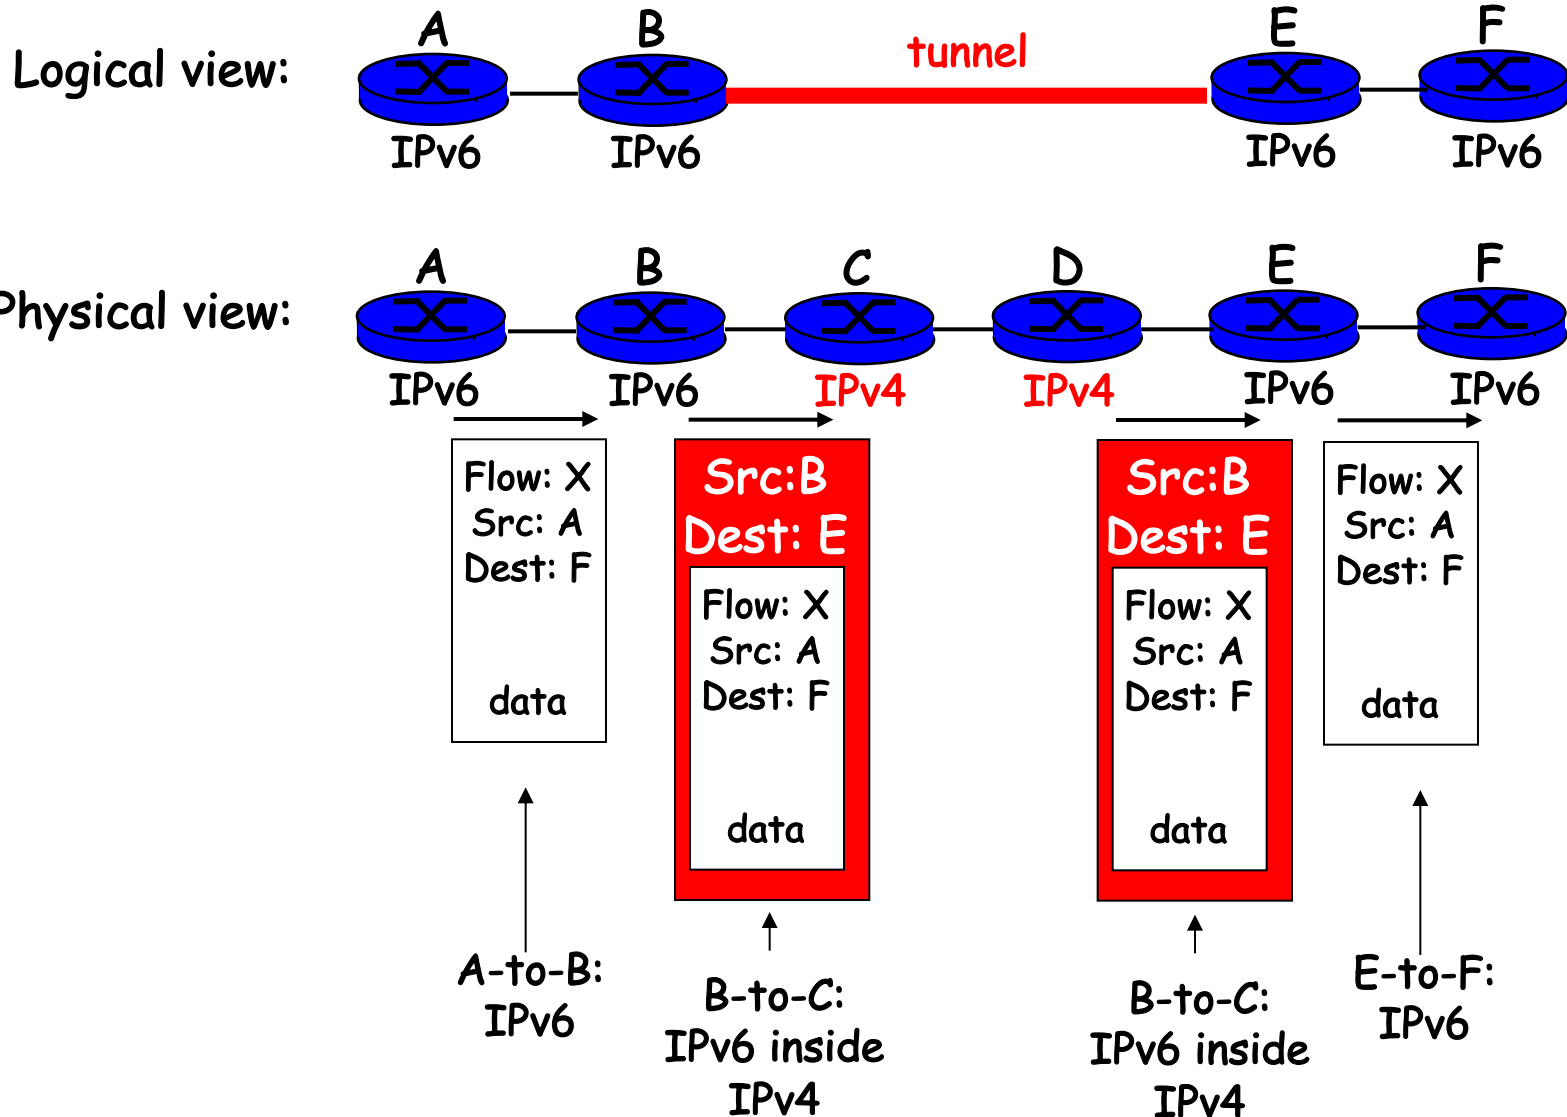 Logical view:
A B tunnel E F
IPv6 IPv6 IPv6 IPv6
Physical view:
A B C D E F
IPv6 IPv6 IPv4 IPv4 IPv6 IPv6
Flow: X
Src: A
Dest: F
data
Src:B
Dest: E
Flow: X
Src: A
Dest: F
data
Src:B
Dest: E
Flow: X
Src: A
Dest: F
data
Flow: X
Src: A
Dest: F
data
A-to-B:
IPv6
B-to-C:
IPv6 inside
IPv4
B-to-C:
IPv6 inside
IPv4
E-to-F:
IPv6